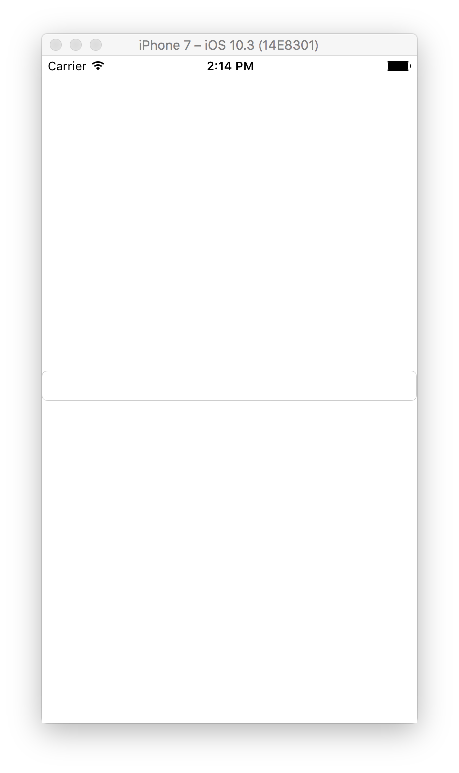 iPhone 7 – iOS 10.3 (14E8301)
Carrier 2:14 PM